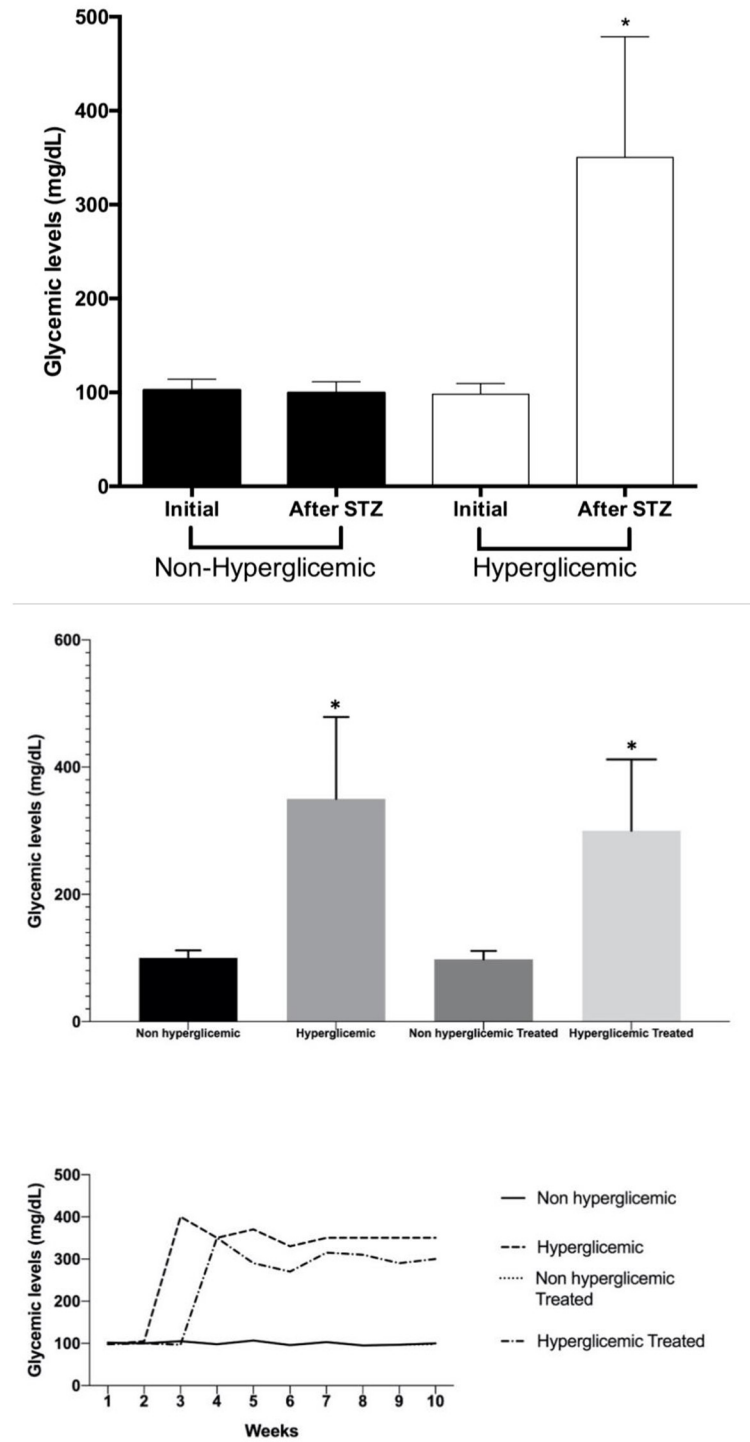 Glycemic levels (mg/dL)
500
400
300
200
100
0
*
Initial
After STZ
Initial
After STZ
Non-Hyperglicemic
Hyperglicemic
Glycemic levels (mg/dL)
600
400
200
0
*
*
Non hyperglicemic
Hyperglicemic
Non hyperglicemic Treated
Hyperglicemic Treated
Glycemic levels (mg/dL)
500
400
300
200
100
0
1 2 3 4 5 6 7 8 9 10
Weeks
Non hyperglicemic
Hyperglicemic
Non hyperglicemic
Treated
Hyperglicemic Treated